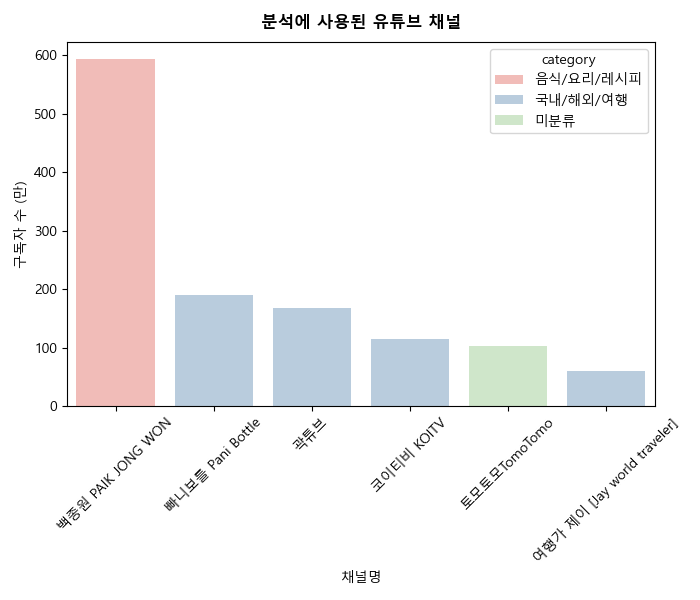 분석에 사용된 유튜브 채널
category
음식/요리/레시피
국내/해외/여행
미분류
구독자 수 (만)
600
500
400
300
200
100
0
백종원 PAIK JONG WON
빠니보틀 Pani Bottle
곽튜브
코이티비 KOITV
토모토모TomoTomo
여행가 제이 [Jay world traveler]
채널명